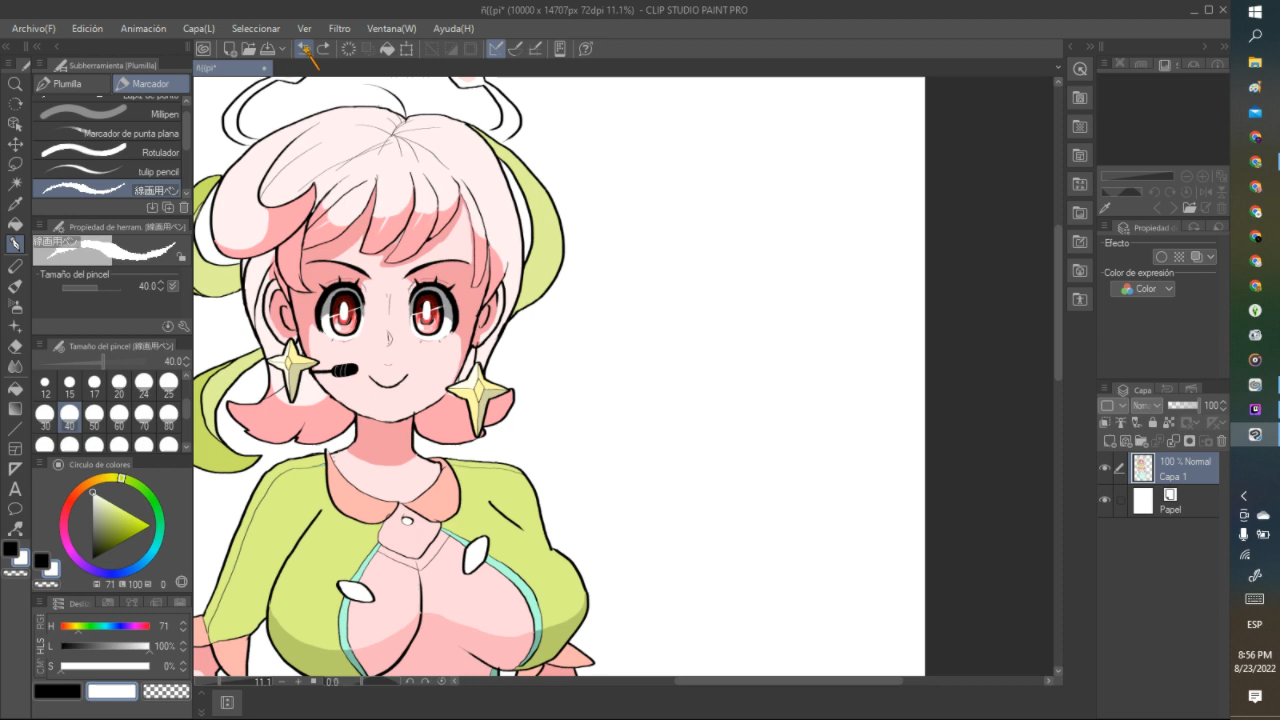 ñ((pi* (10000 x 14707px 72dpi 11.1%) - CLIP STUDIO PAINT PRO
Archivo(F) Edición Animación Capa(L) Seleccionar Ver Filtro Ventana(W) Ayuda(H)
Subherramienta (Plumilla)
ñ((pi*
Plumilla Marcador
Millipen
Marcador de punta plana
Rotulador
tulip pencil
線画用ペン
Propiedad de herram. (線画用ペン)
線画用ペン
Tamaño del pincel
40.0
Tamaño del pincel (線画用ペン)
40.0
12 15 17 20 24 25
30 40 50 60 70 80
Círculo de colores
71 100 0
H 71
L 100%
S 0%
RGB
HLS
11.1 0.0
Propiedad
Efecto
Color de expresión
Color
Capa
100
100 % Normal
Capa 1
Papel
ESP
8:56 PM
8/23/2022